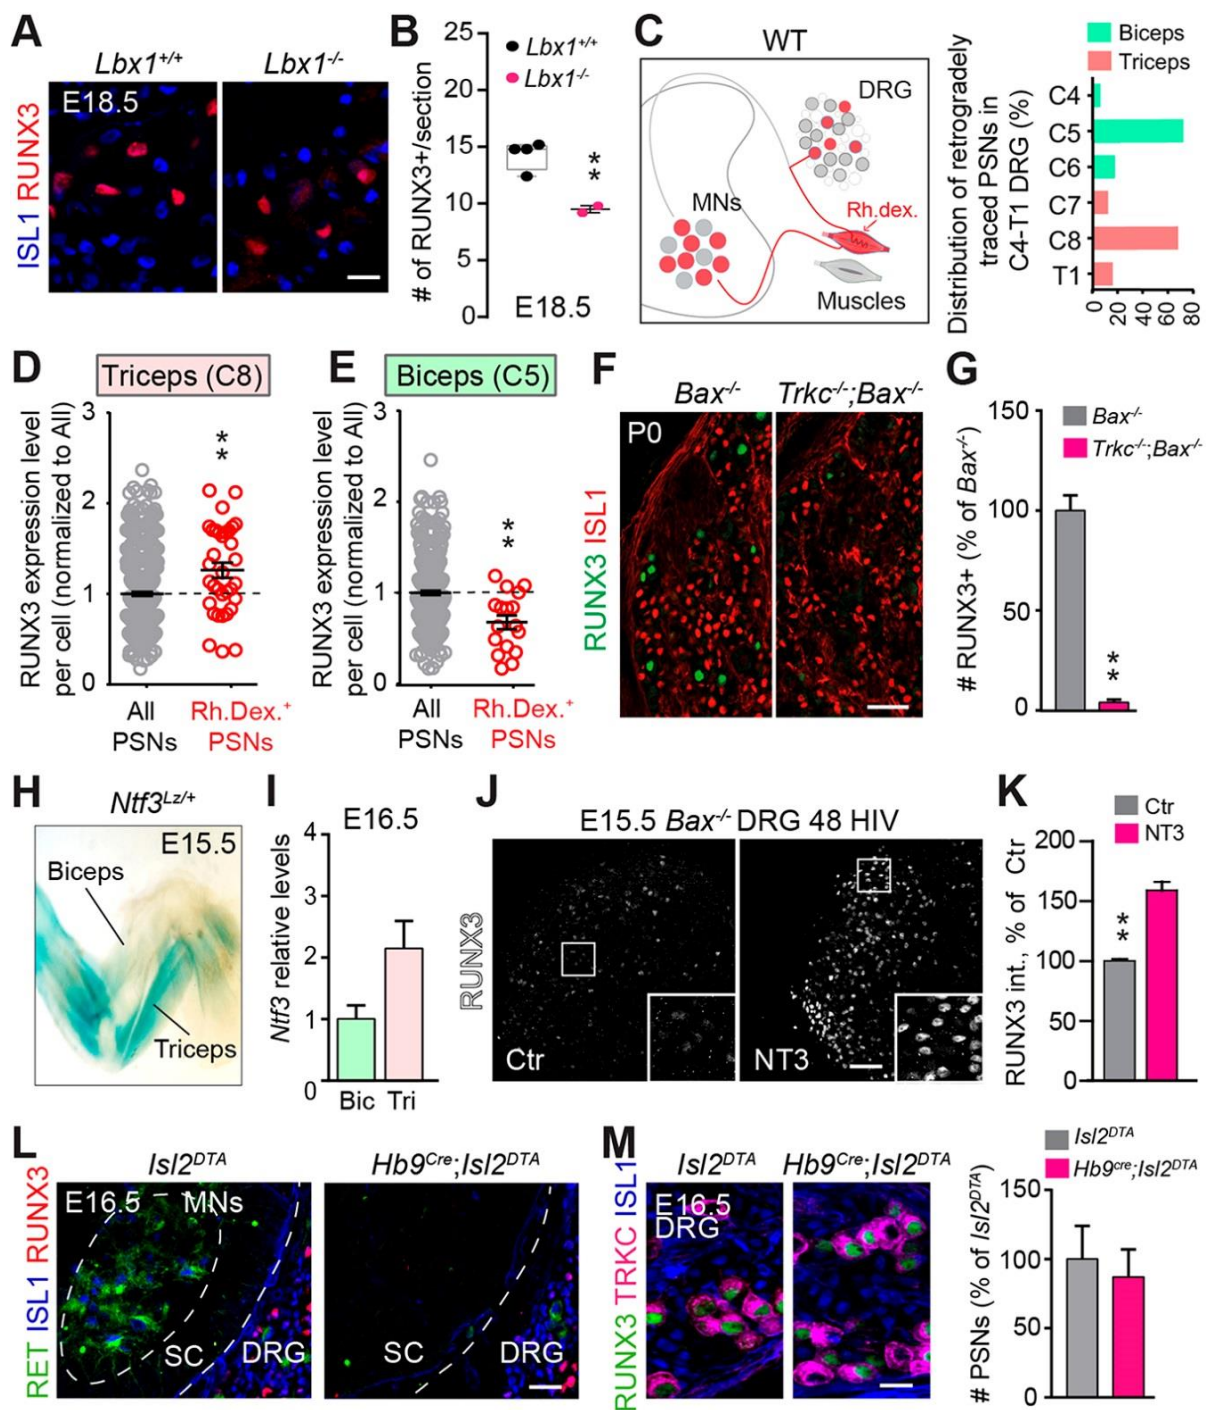 A
Lbx1+/+
Lbx1-/-
E18.5
ISL1 RUNX3
B
# of RUNX3+/section
25
20
15
10
5
0
Lbx1+/+
Lbx1-/-
**
E18.5
C
WT
DRG
MNs
Rh.dex.
Muscles
Distribution of retrogradely
traced PSNs in
C4-T1 DRG (%)
Biceps
Triceps
C4
C5
C6
C7
C8
T1
0
20
40
60
80
D
Triceps (C8)
RUNX3 expression level
per cell (normalized to All)
3
2
1
0
**
All
PSNs
Rh.Dex.+
PSNs
E
Biceps (C5)
RUNX3 expression level
per cell (normalized to All)
3
2
1
0
**
All
PSNs
Rh.Dex.+
PSNs
F
Bax-/-
Trkc-/-;Bax-/-
P0
RUNX3 ISL1
G
# RUNX3+ (% of Bax-/-)
150
100
50
0
Bax-/-
Trkc-/-;Bax-/-
**
H
Ntf3Lz/+
E15.5
Biceps
Triceps
I
E16.5
Ntf3 relative levels
4
3
2
1
0
Bic Tri
J
E15.5 Bax-/- DRG 48 HIV
RUNX3
Ctr
NT3
K
Ctr
NT3
RUNX3 int., % of Ctr
200
150
100
50
0
**
L
Isl2DTA
Hb9Cre;Isl2DTA
RET ISL1 RUNX3
E16.5
MNs
SC
DRG
SC
DRG
M
Isl2DTA
Hb9Cre;Isl2DTA
RUNX3 TRKC ISL1
E16.5
DRG
Isl2DTA
Hb9cre;Isl2DTA
# PSNs (% of Isl2DTA)
150
100
50
0